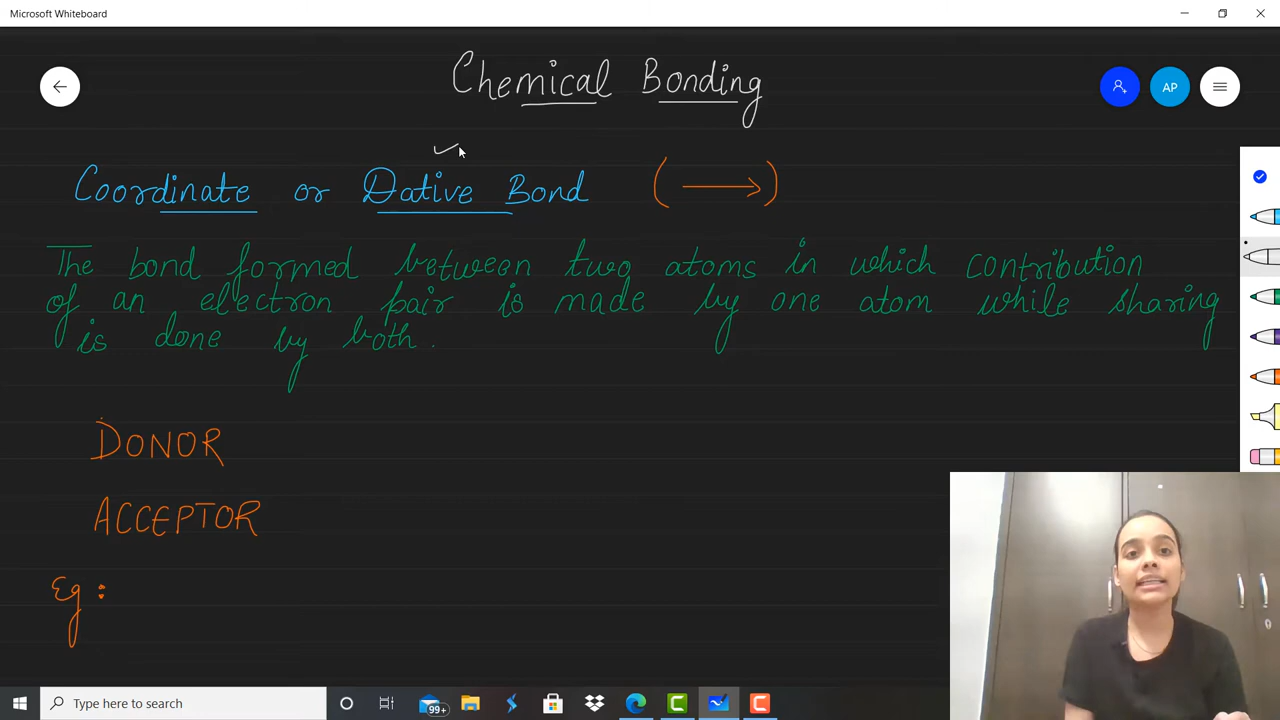 Microsoft Whiteboard
Chemical Bonding
AP
Coordinate or Dative Bond (⟶)
The bond formed between two atoms in which contribution
of an electron pair is made by one atom while sharing
is done by both.
DONOR
ACCEPTOR
Eg :
Type here to search
99+